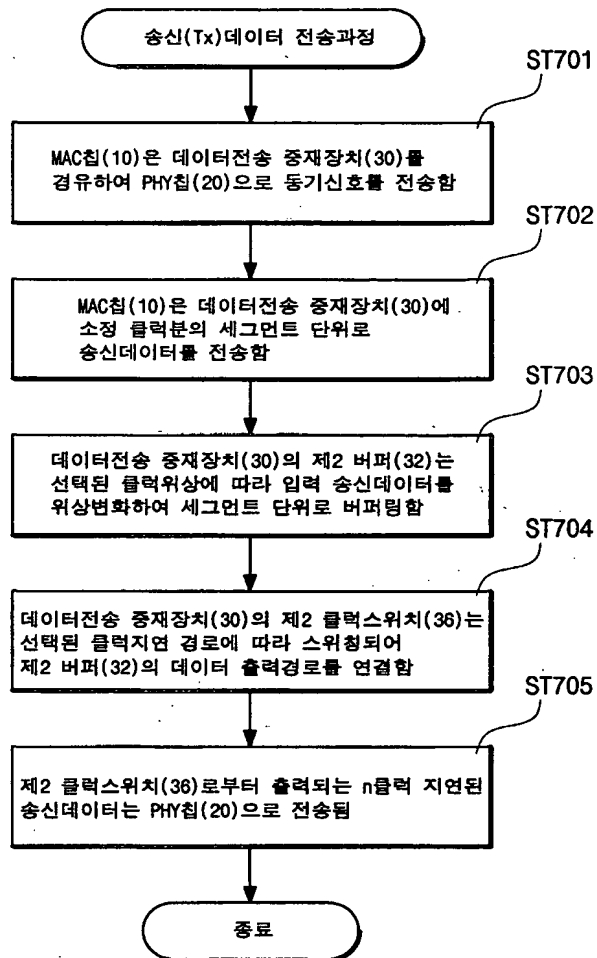 송신(Tx)데이터 전송과정
ST701
MAC칩(10)은 데이터전송 중재장치(30)를
경유하여 PHY칩(20)으로 동기신호를 전송함
ST702
MAC칩(10)은 데이터전송 중재장치(30)에
소정 클럭분의 세그먼트 단위로
송신데이터를 전송함
ST703
데이터전송 중재장치(30)의 제2 버퍼(32)는
선택된 클럭위상에 따라 입력 송신데이터를
위상변화하여 세그먼트 단위로 버퍼링함
ST704
데이터전송 중재장치(30)의 제2 클럭스위치(36)는
선택된 클럭지연 경로에 따라 스위칭되어
제2 버퍼(32)의 데이터 출력경로를 연결함
ST705
제2 클럭스위치(36)로부터 출력되는 n클럭 지연된
송신데이터는 PHY칩(20)으로 전송됨
종료